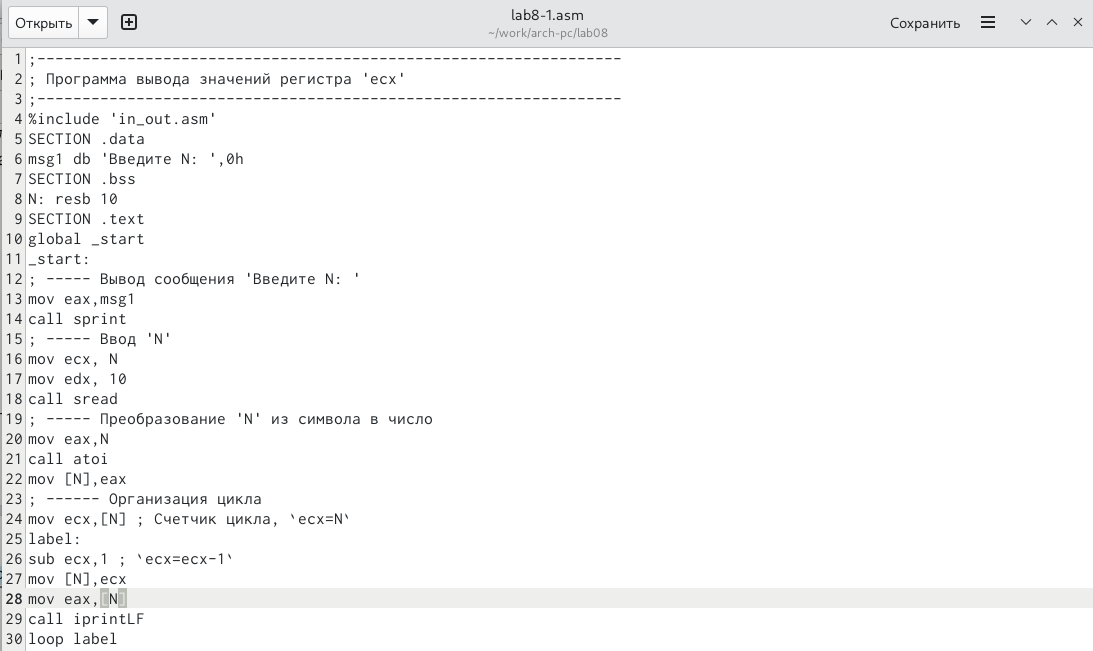 Открыть
lab8-1.asm
~/work/arch-pc/lab08
Сохранить
1 ;-----------------------------------------------------------------
2 ; Программа вывода значений регистра 'ecx'
3 ;-----------------------------------------------------------------
4 %include 'in_out.asm'
5 SECTION .data
6 msg1 db 'Введите N: ',0h
7 SECTION .bss
8 N: resb 10
9 SECTION .text
10 global _start
11 _start:
12 ; ----- Вывод сообщения 'Введите N: '
13 mov eax,msg1
14 call sprint
15 ; ----- Ввод 'N'
16 mov ecx, N
17 mov edx, 10
18 call sread
19 ; ----- Преобразование 'N' из символа в число
20 mov eax,N
21 call atoi
22 mov [N],eax
23 ; ------ Организация цикла
24 mov ecx,[N] ; Счетчик цикла, `ecx=N`
25 label:
26 sub ecx,1 ; `ecx=ecx-1`
27 mov [N],ecx
28 mov eax,[N]
29 call iprintLF
30 loop label